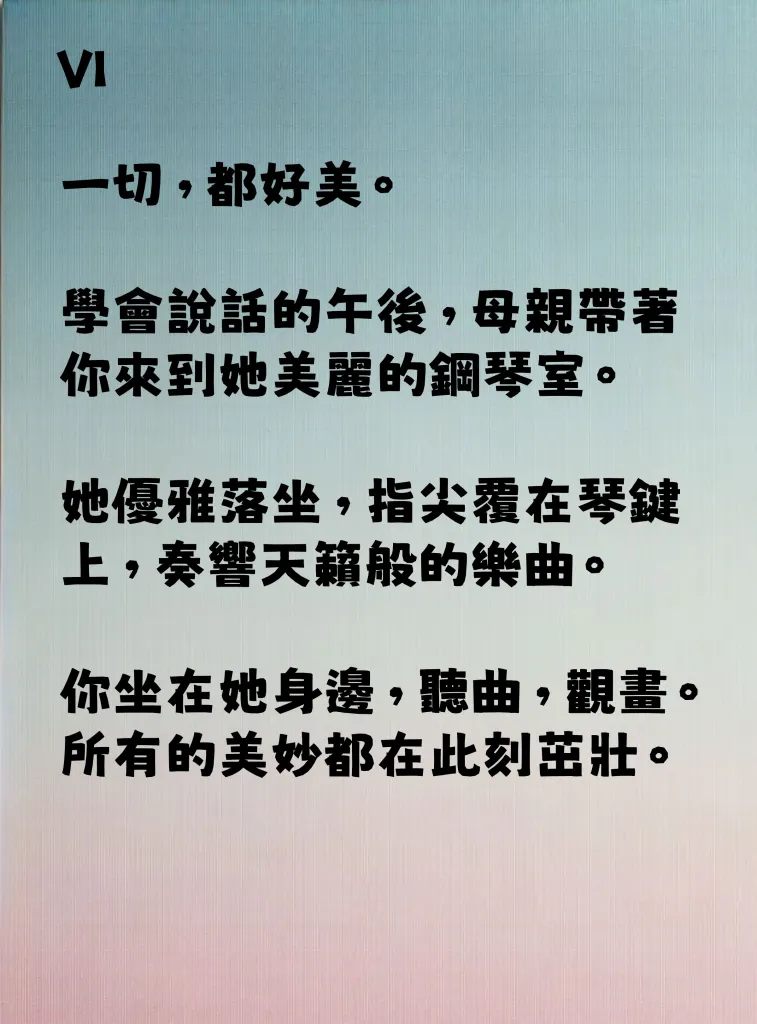 VI
一切，都好美。
學會說話的午後，母親帶著
你來到她美麗的鋼琴室。
她優雅落坐，指尖覆在琴鍵
上，奏響天籟般的樂曲。
你坐在她身邊，聽曲，觀畫。
所有的美妙都在此刻茁壯。